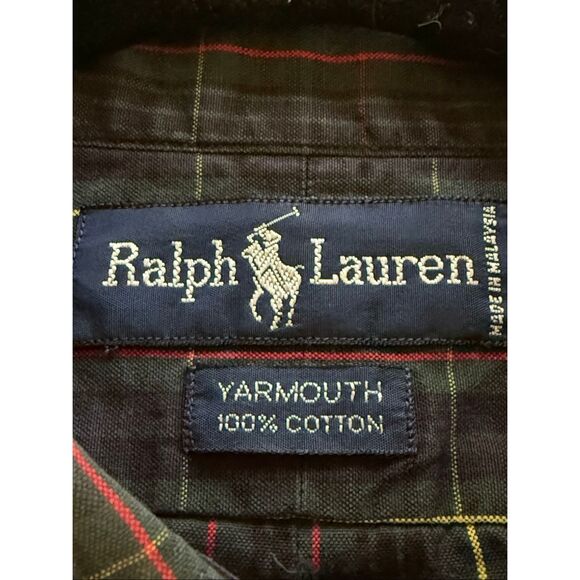 Ralph Lauren
MADE IN MALAYSIA
YARMOUTH
100% COTTON